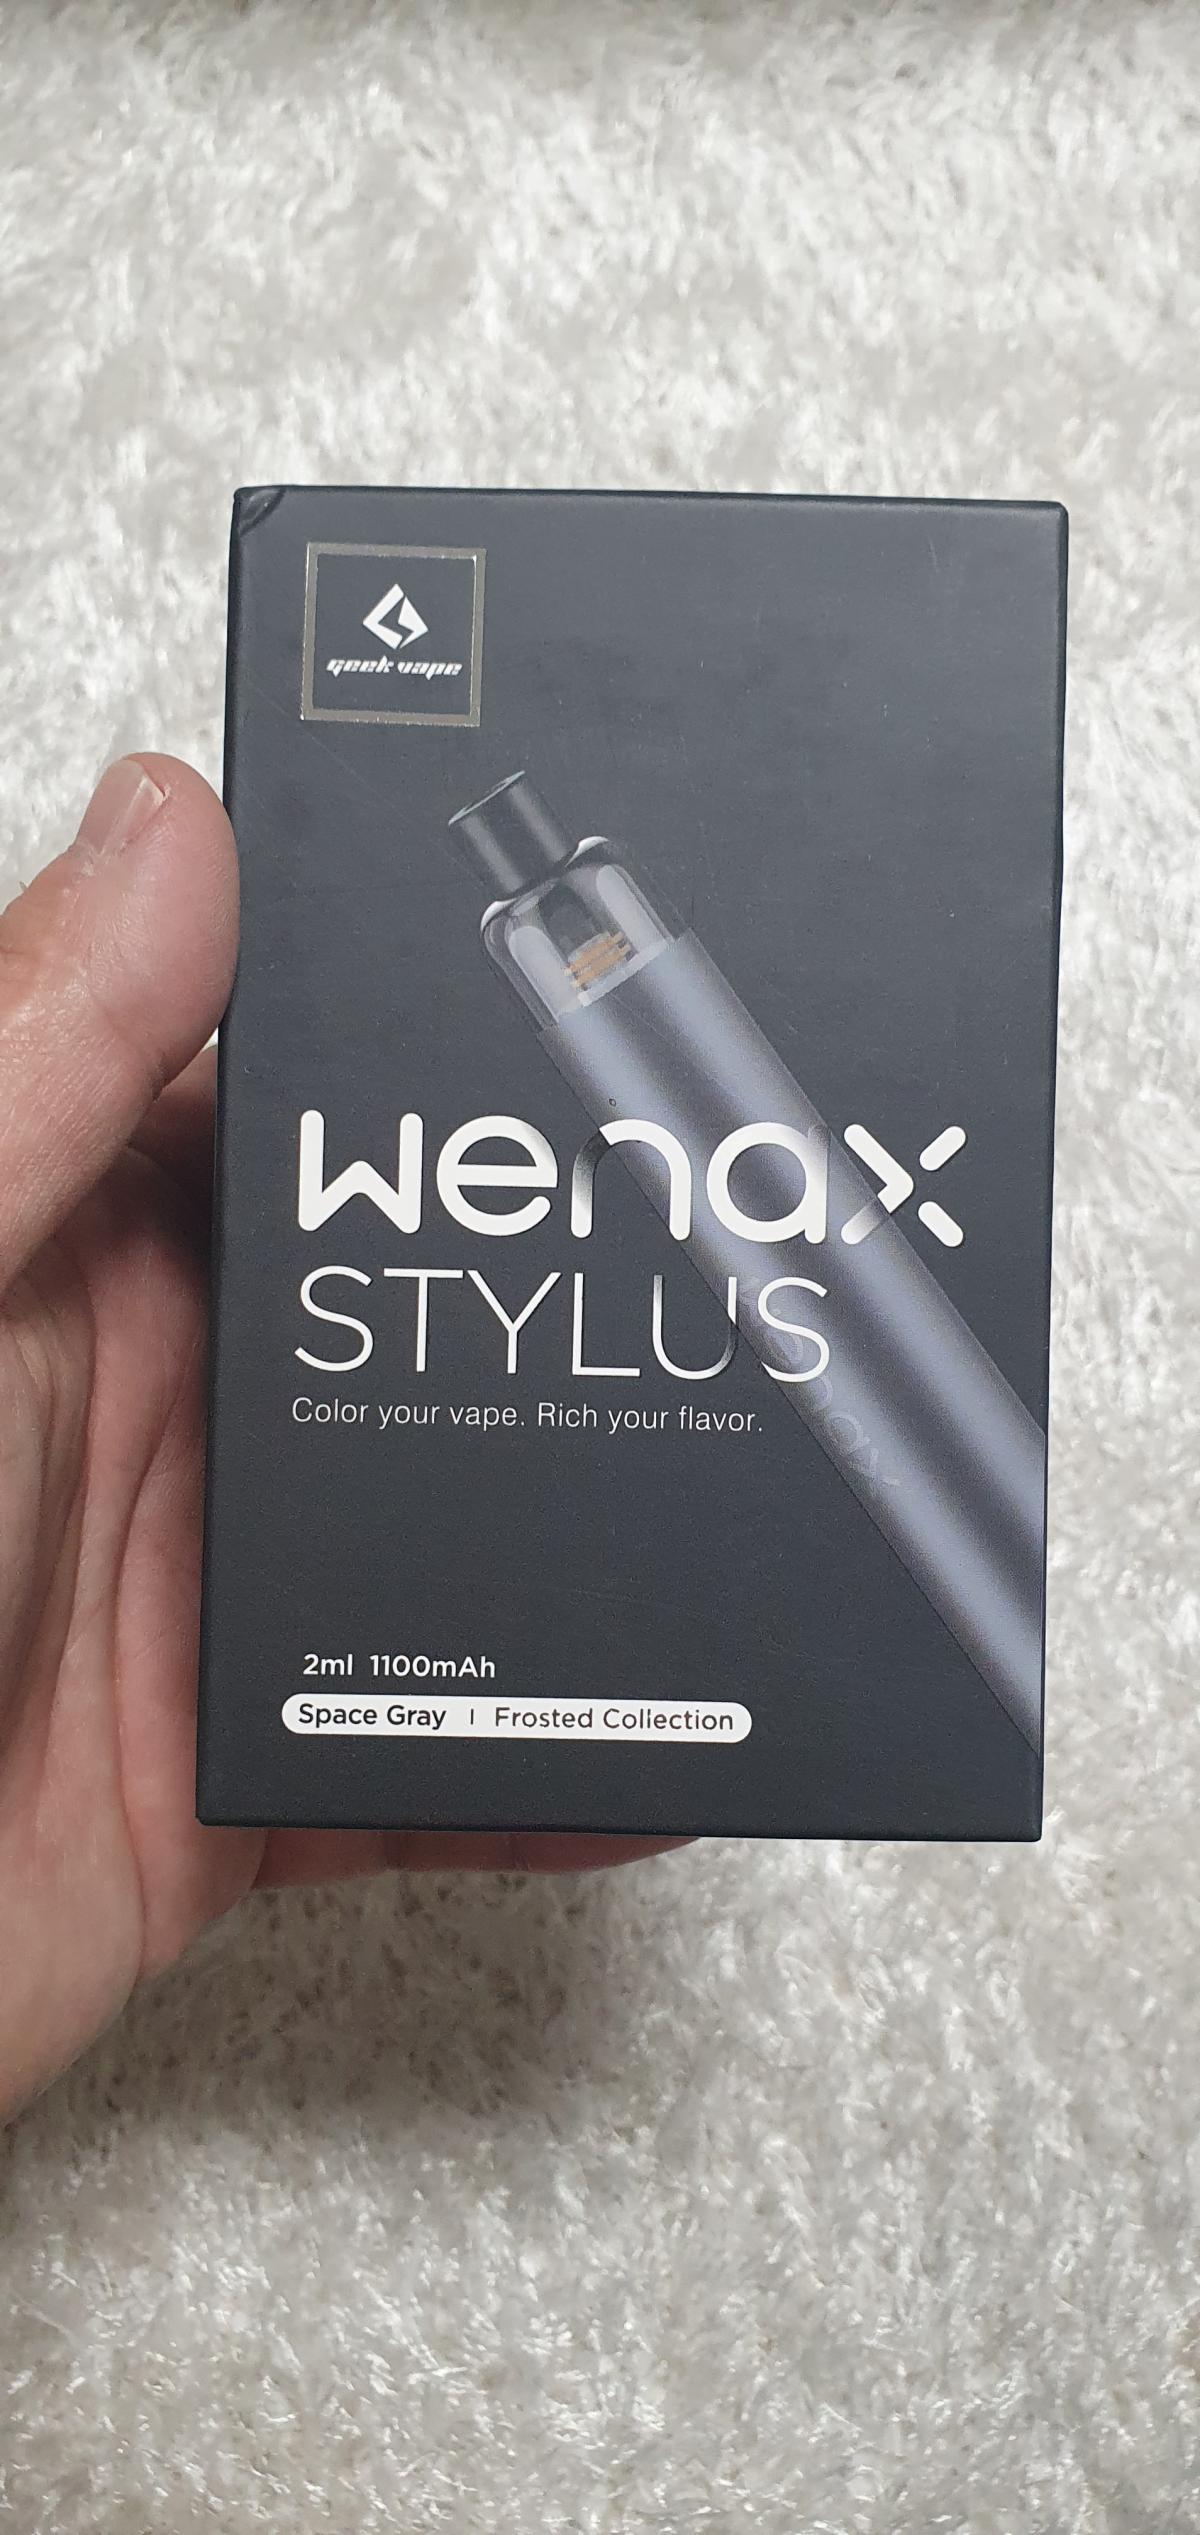 geek vape
wenax
STYLUS
Color your vape. Rich your flavor.
2ml 1100mAh
Space Gray | Frosted Collection